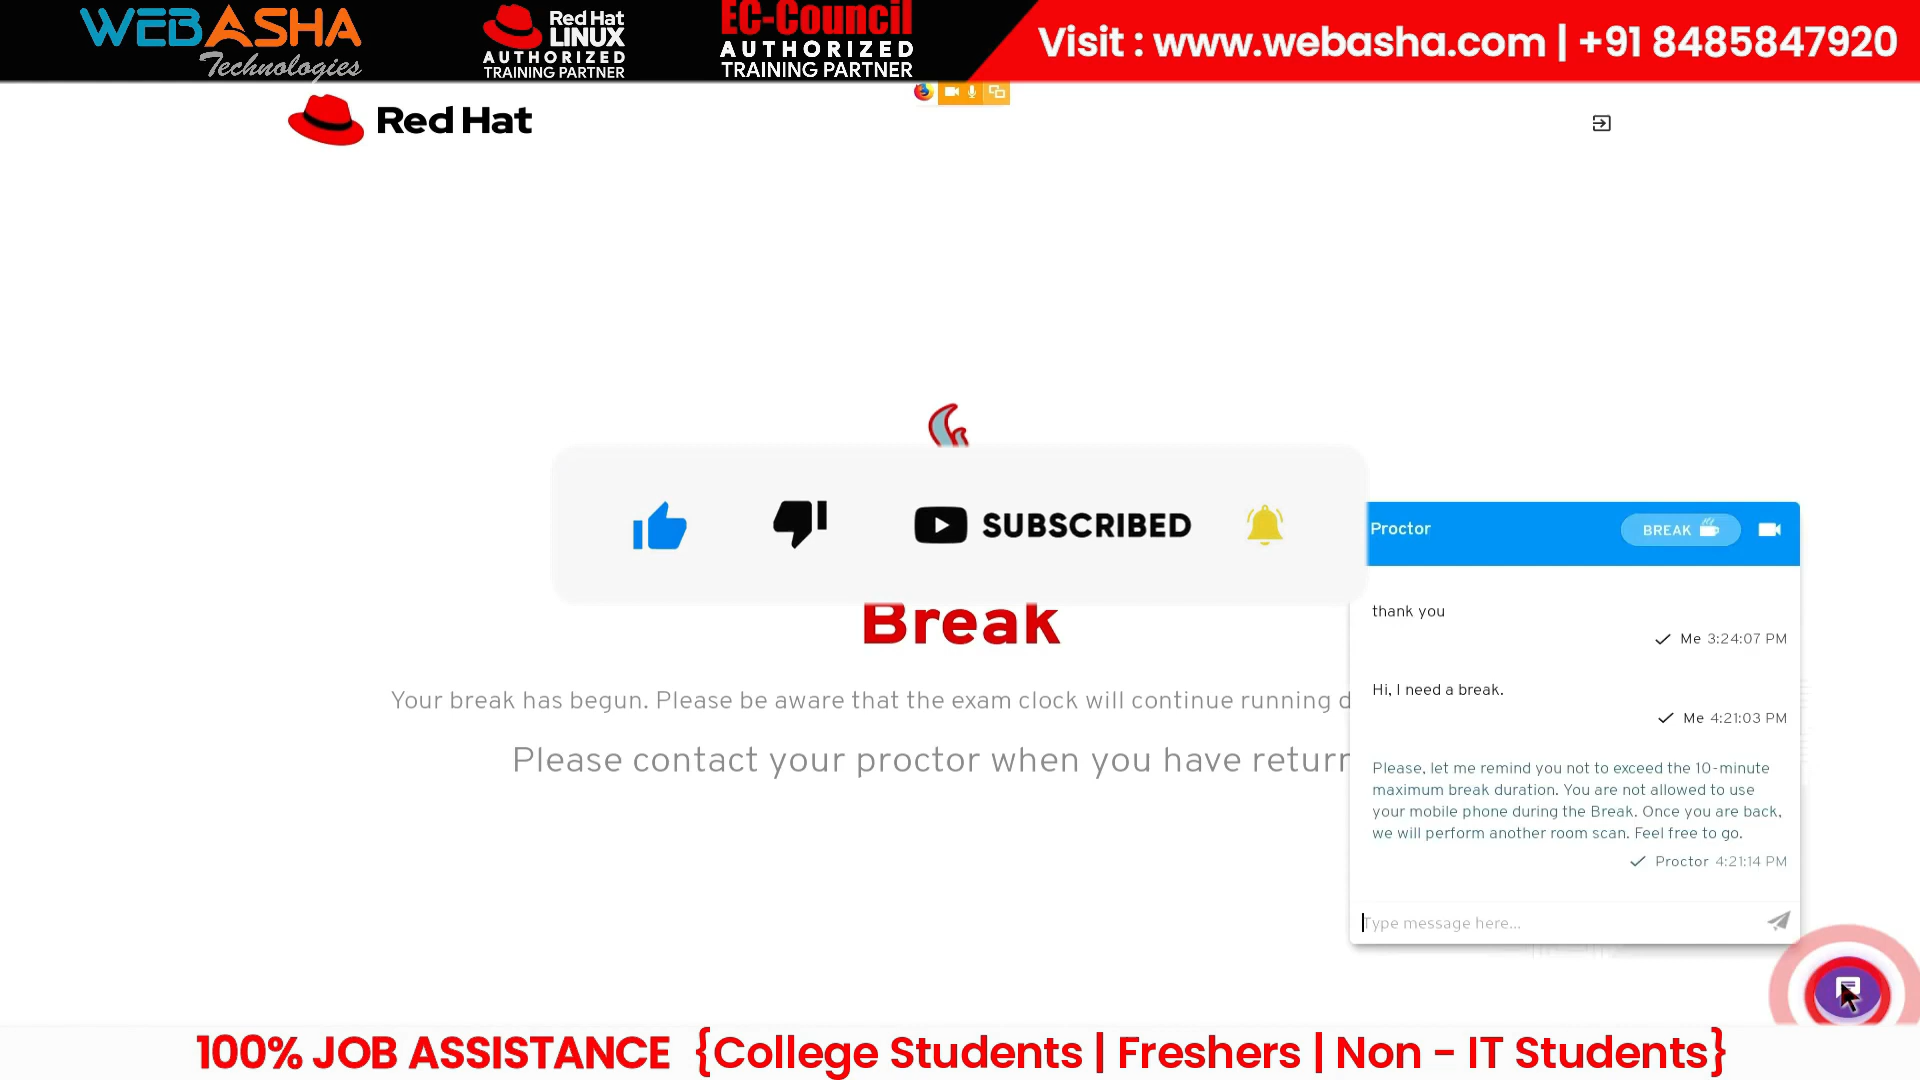 WEBASHA
Technologies
Red Hat
LINUX
AUTHORIZED
TRAINING PARTNER
EC-Council
AUTHORIZED
TRAINING PARTNER
Visit : www.webasha.com | +91 8485847920
Red Hat
SUBSCRIBED
Break
Your break has begun. Please be aware that the exam clock will continue running d
Please contact your proctor when you have return
Proctor
BREAK
thank you
Me 3:24:07 PM
Hi, I need a break.
Me 4:21:03 PM
Please, let me remind you not to exceed the 10-minute
maximum break duration. You are not allowed to use
your mobile phone during the Break. Once you are back,
we will perform another room scan. Feel free to go.
Proctor 4:21:14 PM
Type message here...
100% JOB ASSISTANCE {College Students | Freshers | Non - IT Students}